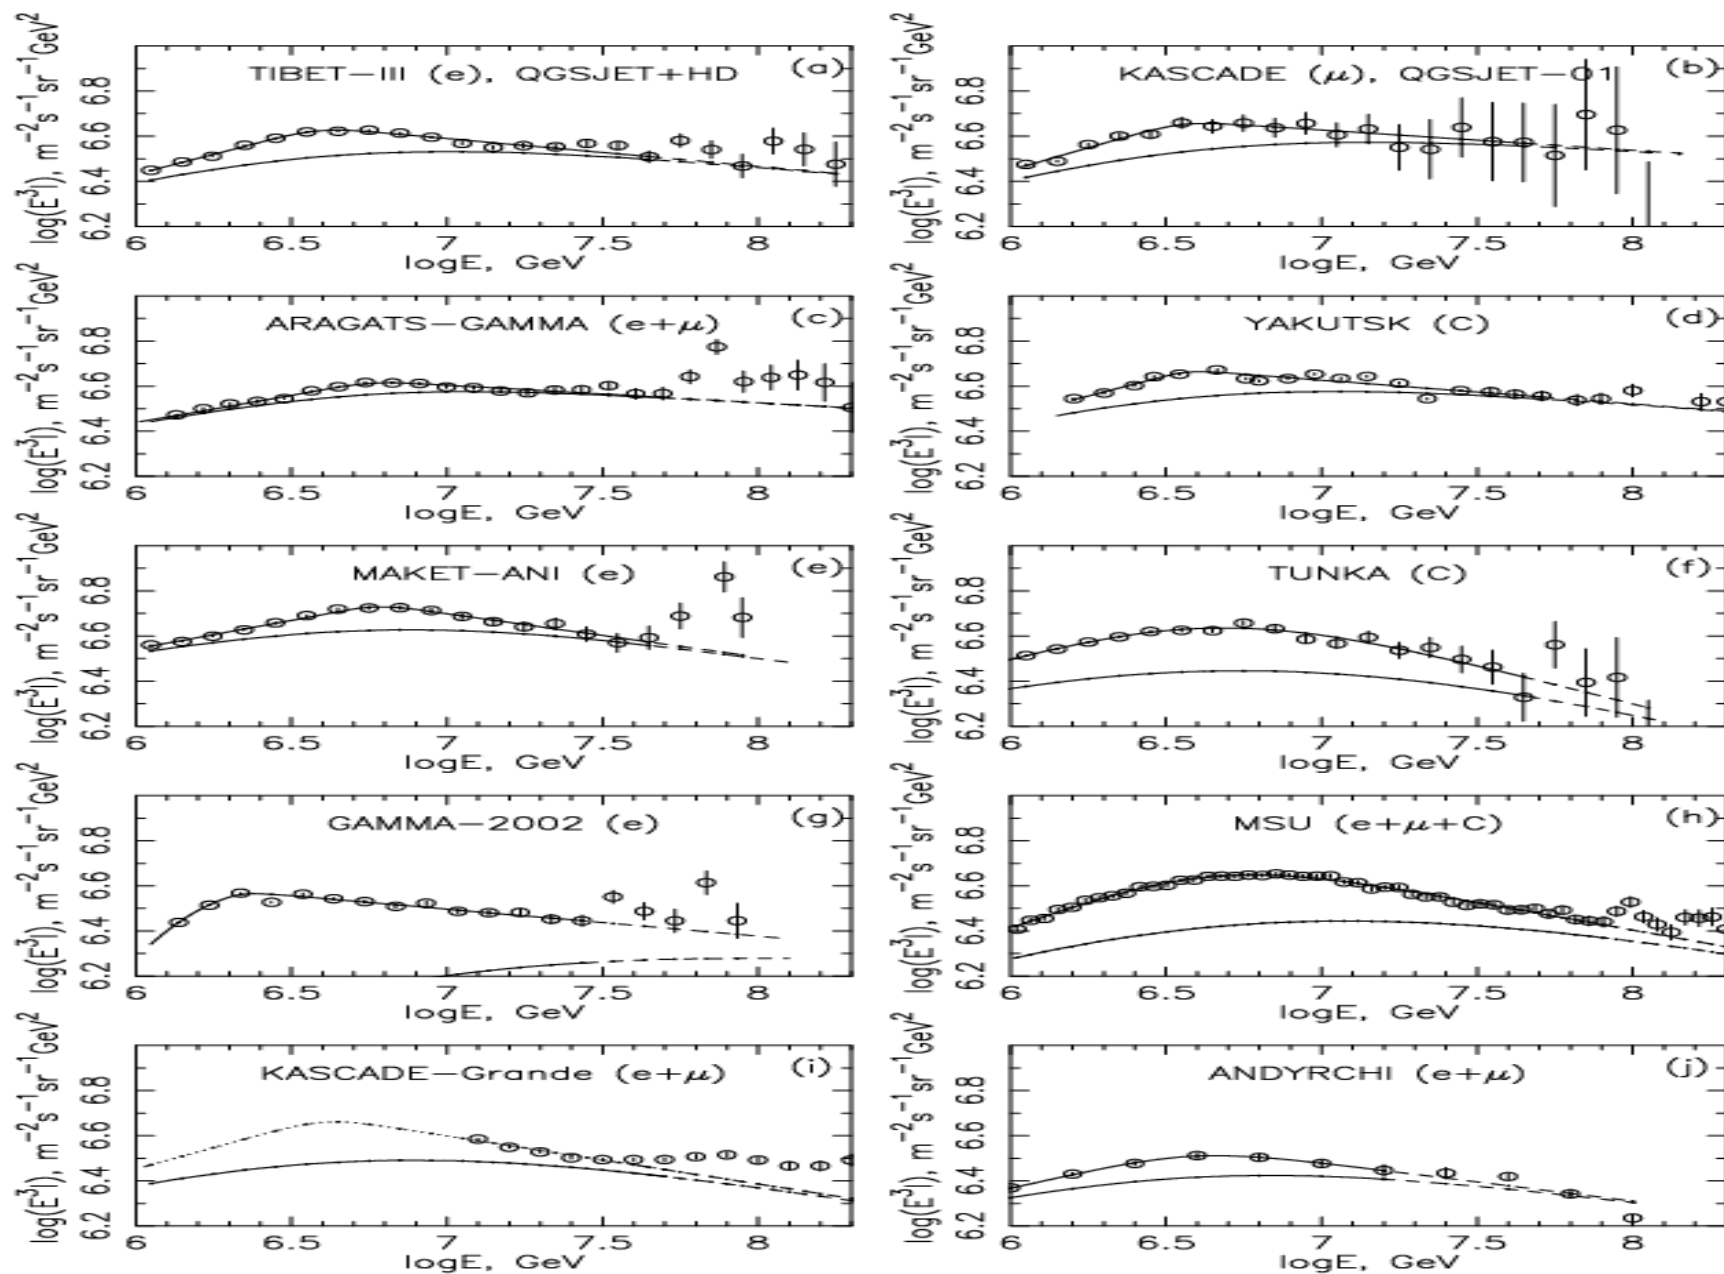 TIBET-III (e), QGSJET+HD (a)
log(E³I), m⁻²s⁻¹sr⁻¹GeV²
6.2 6.4 6.6 6.8
6 6.5 7 7.5 8
logE, GeV
KASCADE (μ), QGSJET-01 (b)
log(E³I), m⁻²s⁻¹sr⁻¹GeV²
6.2 6.4 6.6 6.8
6 6.5 7 7.5 8
logE, GeV
ARAGATS-GAMMA (e+μ) (c)
log(E³I), m⁻²s⁻¹sr⁻¹GeV²
6.2 6.4 6.6 6.8
6 6.5 7 7.5 8
logE, GeV
YAKUTSK (C) (d)
log(E³I), m⁻²s⁻¹sr⁻¹GeV²
6.2 6.4 6.6 6.8
6 6.5 7 7.5 8
logE, GeV
MAKET-ANI (e) (e)
log(E³I), m⁻²s⁻¹sr⁻¹GeV²
6.2 6.4 6.6 6.8
6 6.5 7 7.5 8
logE, GeV
TUNKA (C) (f)
log(E³I), m⁻²s⁻¹sr⁻¹GeV²
6.2 6.4 6.6 6.8
6 6.5 7 7.5 8
logE, GeV
GAMMA-2002 (e) (g)
log(E³I), m⁻²s⁻¹sr⁻¹GeV²
6.2 6.4 6.6 6.8
6 6.5 7 7.5 8
logE, GeV
MSU (e+μ+C) (h)
log(E³I), m⁻²s⁻¹sr⁻¹GeV²
6.2 6.4 6.6 6.8
6 6.5 7 7.5 8
logE, GeV
KASCADE-Grande (e+μ) (i)
log(E³I), m⁻²s⁻¹sr⁻¹GeV²
6.2 6.4 6.6 6.8
6 6.5 7 7.5 8
logE, GeV
ANDYRCHI (e+μ) (j)
log(E³I), m⁻²s⁻¹sr⁻¹GeV²
6.2 6.4 6.6 6.8
6 6.5 7 7.5 8
logE, GeV